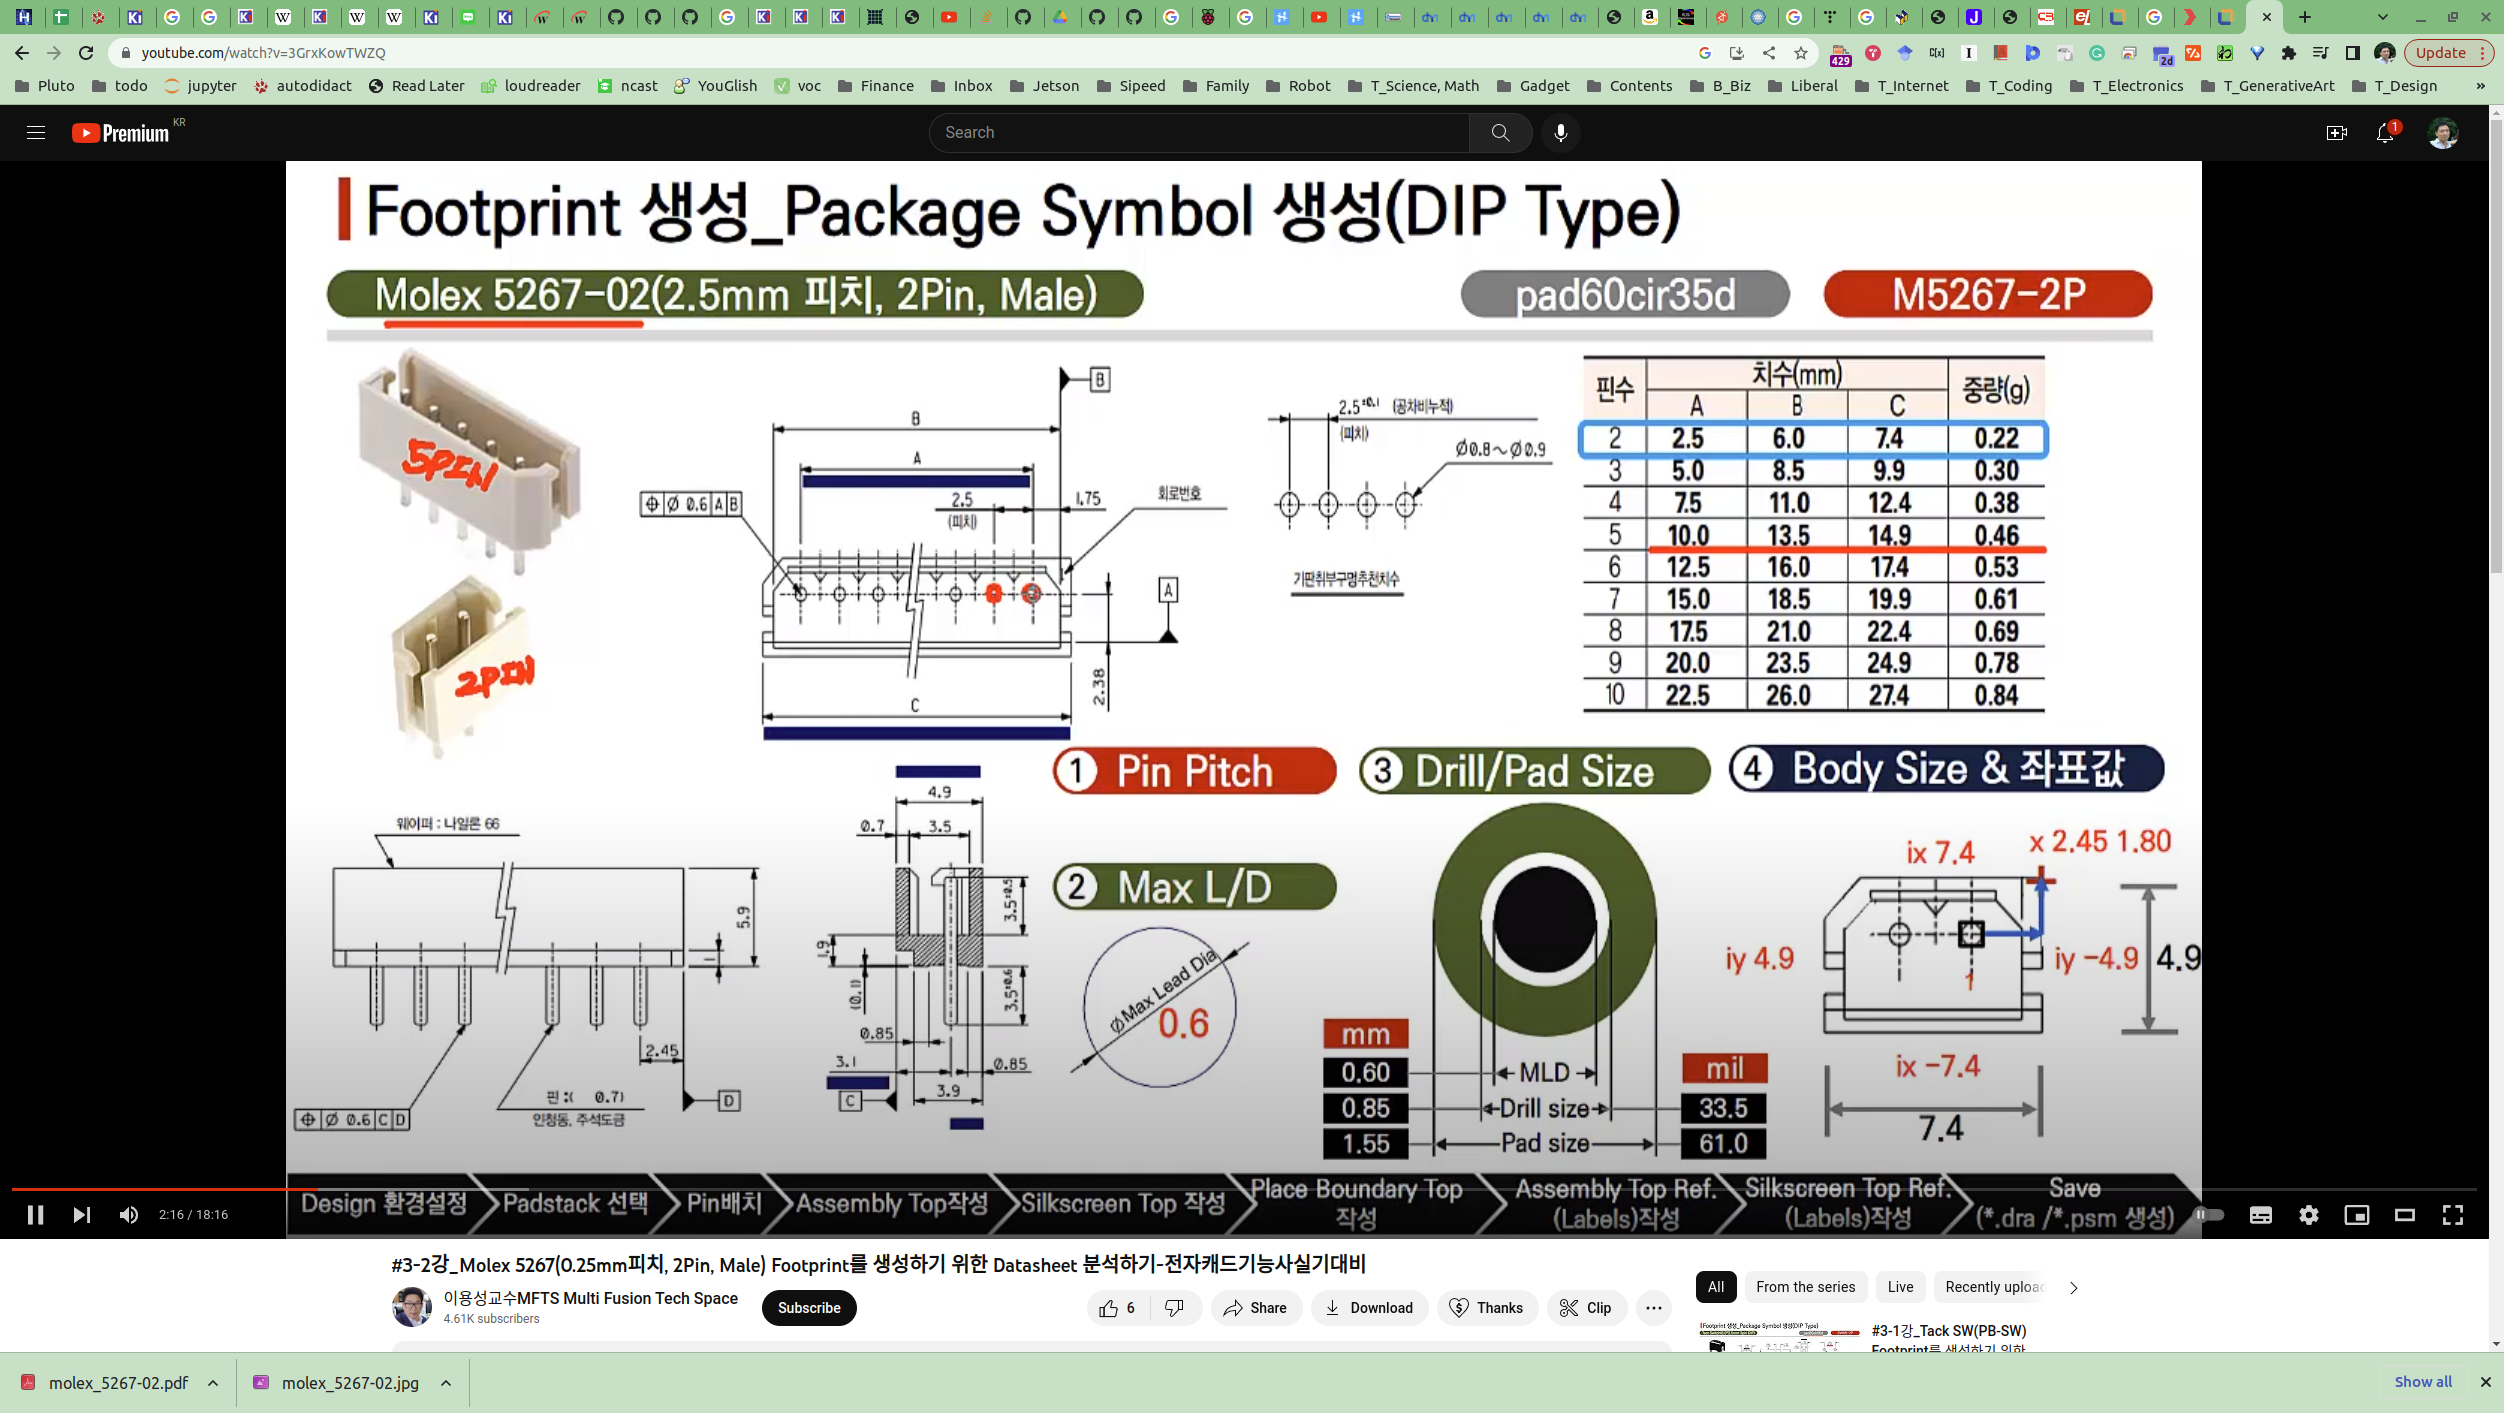 youtube.com/watch?v=3GrxKowTWZQ
429
2d
Update
Pluto
todo
jupyter
autodidact
Read Later
loudreader
ncast
YouGlish
voc
Finance
Inbox
Jetson
Sipeed
Family
Robot
T_Science, Math
Gadget
Contents
B_Biz
Liberal
T_Internet
T_Coding
T_Electronics
T_GenerativeArt
T_Design
»
Premium KR
Search
1
Footprint 생성_Package Symbol 생성(DIP Type)
Molex 5267-02(2.5mm 피치, 2Pin, Male)
pad60cir35d
M5267-2P
5PIN
2PIN
B
B
A
Ø 0.6 A B
2.5
(피치)
1.75
회로번호
A
2.38
C
2.5±0.1 (공차비누적)
(피치)
Ø0.8~Ø0.9
기판취부구멍추천치수
핀수 치수(mm) 중량(g)
A B C
2 2.5 6.0 7.4 0.22
3 5.0 8.5 9.9 0.30
4 7.5 11.0 12.4 0.38
5 10.0 13.5 14.9 0.46
6 12.5 16.0 17.4 0.53
7 15.0 18.5 19.9 0.61
8 17.5 21.0 22.4 0.69
9 20.0 23.5 24.9 0.78
10 22.5 26.0 27.4 0.84
1 Pin Pitch
3 Drill/Pad Size
4 Body Size & 좌표값
웨이퍼 : 나일론 66
5.9
1
2.45
D
Ø 0.6 C D
핀 :( 0.7)
인청동, 주석도금
4.9
0.7
3.5
3.5±0.5
1.9
(0.1)
3.5±0.6
0.85
3.1
0.85
3.9
C
2 Max L/D
ØMax Lead Dia
0.6
mm
0.60
0.85
1.55
MLD
Drill size
Pad size
mil
33.5
61.0
ix 7.4
x 2.45 1.80
iy 4.9
1
iy -4.9
4.9
ix -7.4
7.4
Design 환경설정
Padstack 선택
Pin배치
Assembly Top작성
Silkscreen Top 작성
Place Boundary Top
작성
Assembly Top Ref.
(Labels)작성
Silkscreen Top Ref.
(Labels)작성
Save
(*.dra /*.psm 생성)
2:16 / 18:16
#3-2강_Molex 5267(0.25mm피치, 2Pin, Male) Footprint를 생성하기 위한 Datasheet 분석하기-전자캐드기능사실기대비
이용성교수MFTS Multi Fusion Tech Space
4.61K subscribers
Subscribe
6
Share
Download
Thanks
Clip
All
From the series
Live
Recently uploa
#3-1강_Tack SW(PB-SW)
Footprint를 생성하기 위한
molex_5267-02.pdf
molex_5267-02.jpg
Show all